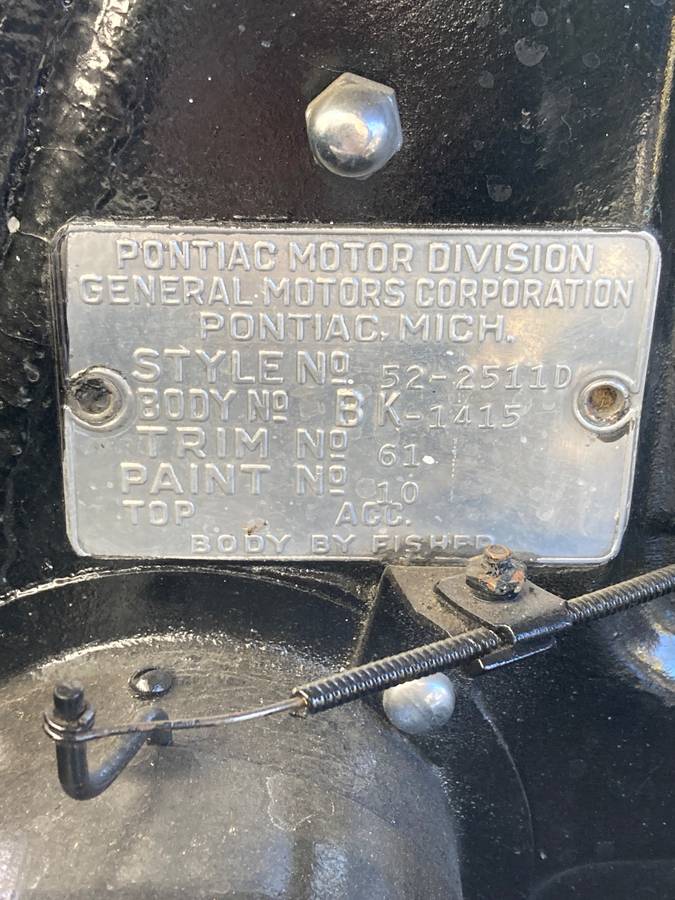 PONTIAC MOTOR DIVISION
GENERAL MOTORS CORPORATION
PONTIAC, MICH.
STYLE Nº 52-2511D
BODY Nº BK-1415
TRIM Nº 61
PAINT Nº 10
TOP ACC.
BODY BY FISHER